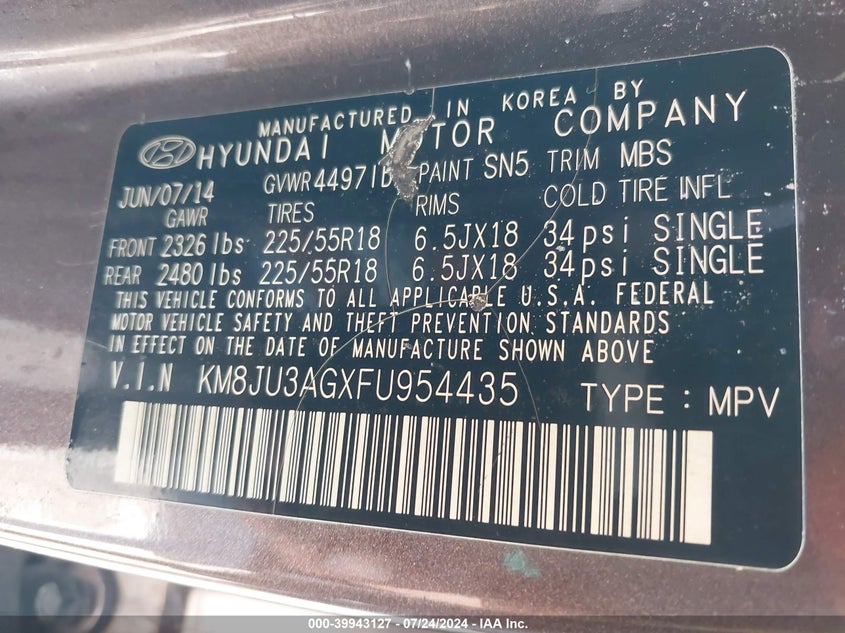 MANUFACTURED IN KOREA BY
HYUNDAI MOTOR COMPANY
JUN/07/14 GVWR 4497lb PAINT SN5 TRIM MBS
GAWR TIRES RIMS COLD TIRE INFL
FRONT 2326 lbs 225/55R18 6.5JX18 34psi SINGLE
REAR 2480 lbs 225/55R18 6.5JX18 34psi SINGLE
THIS VEHICLE CONFORMS TO ALL APPLICABLE U.S.A. FEDERAL
MOTOR VEHICLE SAFETY AND THEFT PREVENTION STANDARDS
IN EFFECT ON THE DATE OF MANUFACTURE SHOWN ABOVE
V.I.N KM8JU3AGXFU954435 TYPE : MPV
000-39943127 - 07/24/2024 - IAA Inc.